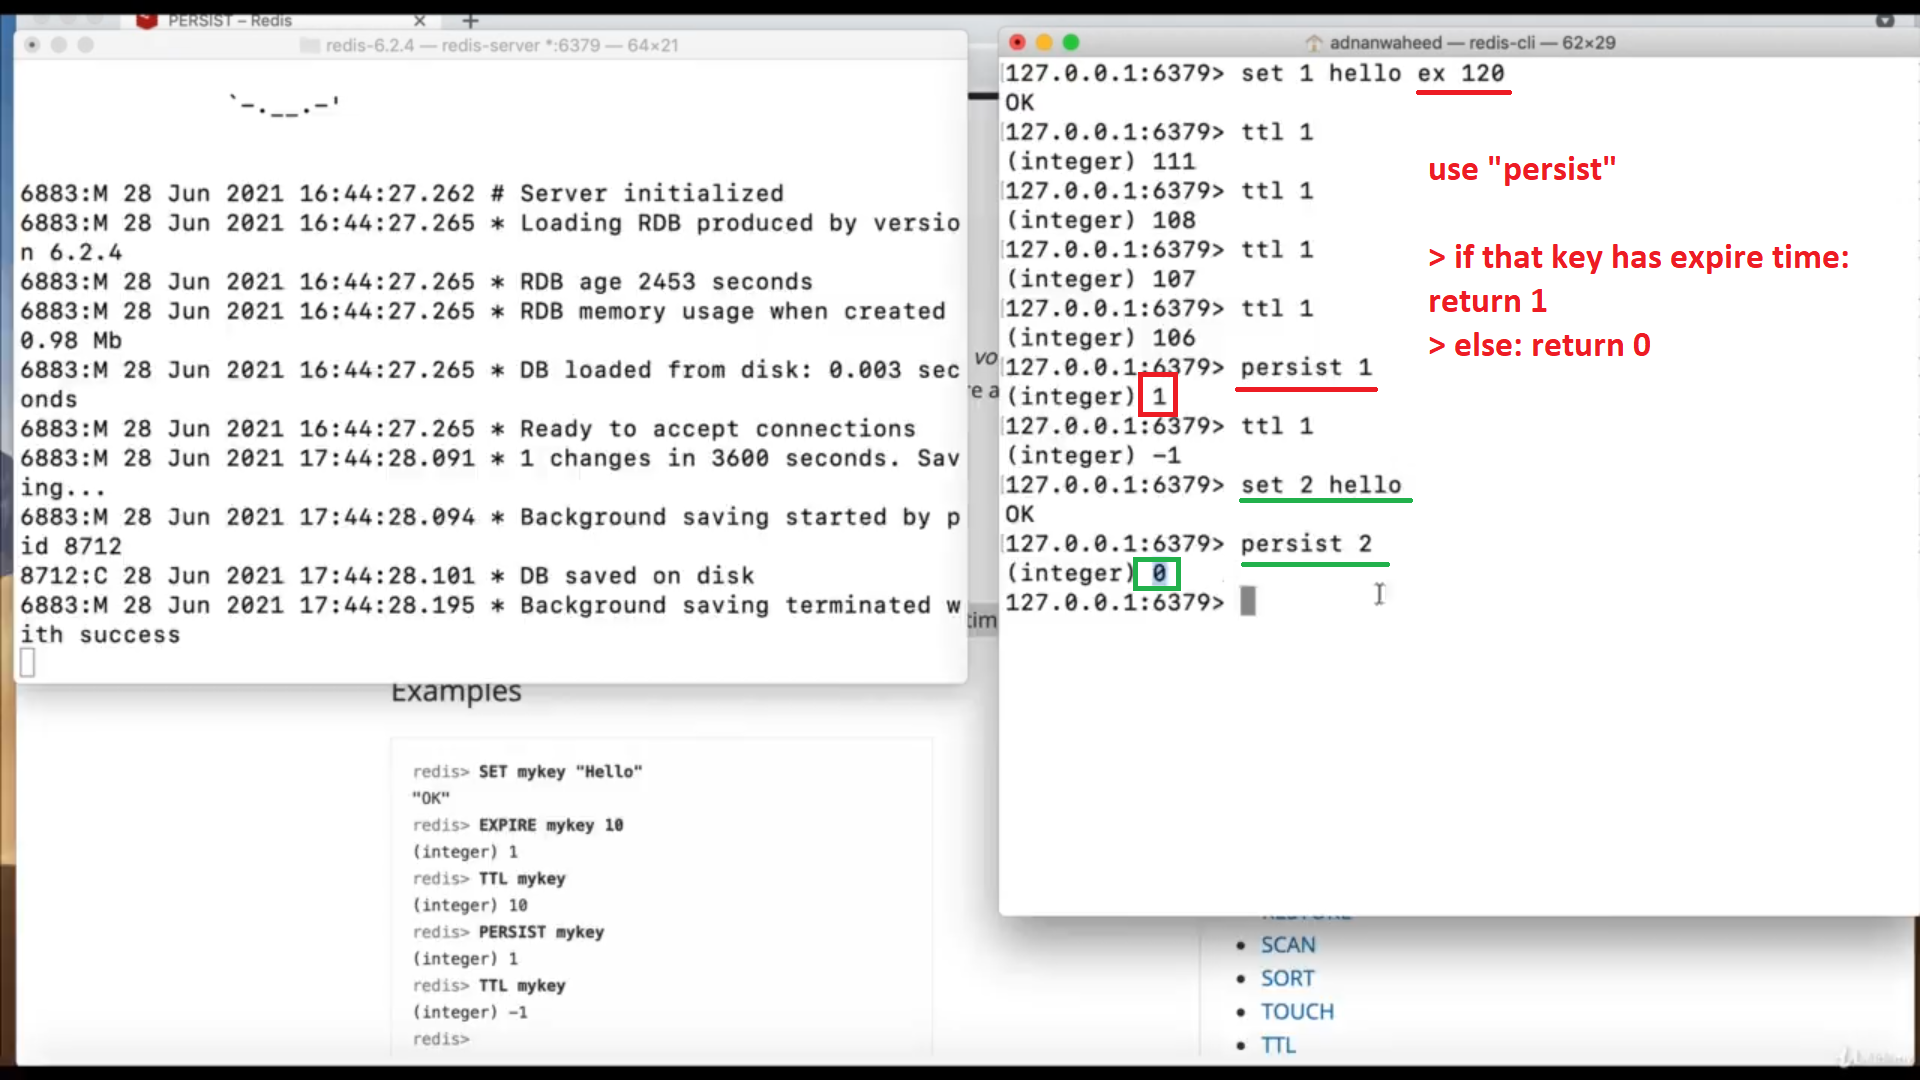 PERSIST – Redis
redis-6.2.4 — redis-server *:6379 — 64×21
`-.__.-'
6883:M 28 Jun 2021 16:44:27.262 # Server initialized
6883:M 28 Jun 2021 16:44:27.265 * Loading RDB produced by versio
n 6.2.4
6883:M 28 Jun 2021 16:44:27.265 * RDB age 2453 seconds
6883:M 28 Jun 2021 16:44:27.265 * RDB memory usage when created
0.98 Mb
6883:M 28 Jun 2021 16:44:27.265 * DB loaded from disk: 0.003 sec
onds
6883:M 28 Jun 2021 16:44:27.265 * Ready to accept connections
6883:M 28 Jun 2021 17:44:28.091 * 1 changes in 3600 seconds. Sav
ing...
6883:M 28 Jun 2021 17:44:28.094 * Background saving started by p
id 8712
8712:C 28 Jun 2021 17:44:28.101 * DB saved on disk
6883:M 28 Jun 2021 17:44:28.195 * Background saving terminated w
ith success
Examples
redis> SET mykey "Hello"
"OK"
redis> EXPIRE mykey 10
(integer) 1
redis> TTL mykey
(integer) 10
redis> PERSIST mykey
(integer) 1
redis> TTL mykey
(integer) -1
redis>
adnanwaheed — redis-cli — 62×29
127.0.0.1:6379> set 1 hello ex 120
OK
127.0.0.1:6379> ttl 1
(integer) 111
127.0.0.1:6379> ttl 1
(integer) 108
127.0.0.1:6379> ttl 1
(integer) 107
127.0.0.1:6379> ttl 1
(integer) 106
127.0.0.1:6379> persist 1
(integer) 1
127.0.0.1:6379> ttl 1
(integer) -1
127.0.0.1:6379> set 2 hello
OK
127.0.0.1:6379> persist 2
(integer) 0
127.0.0.1:6379>
use "persist"
> if that key has expire time:
return 1
> else: return 0
SCAN
SORT
TOUCH
TTL